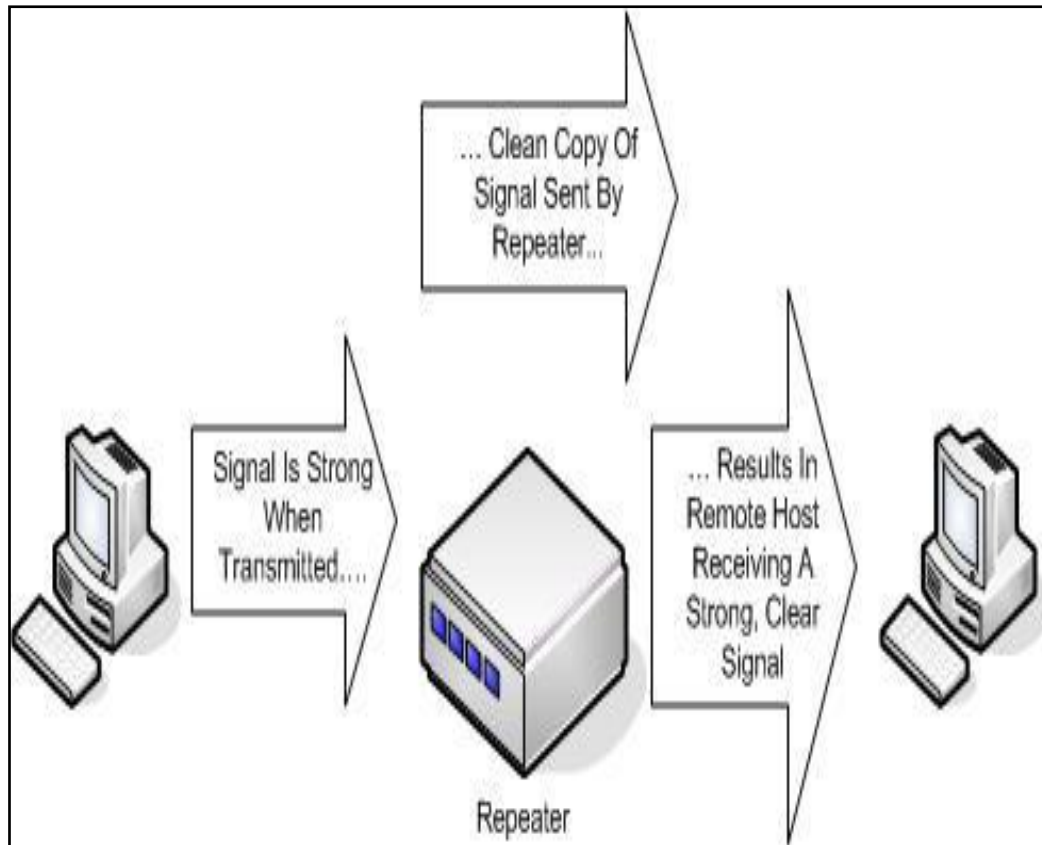 Signal Is Strong
When
Transmitted....
... Clean Copy Of
Signal Sent By
Repeater...
... Results In
Remote Host
Receiving A
Strong, Clear
Signal
Repeater